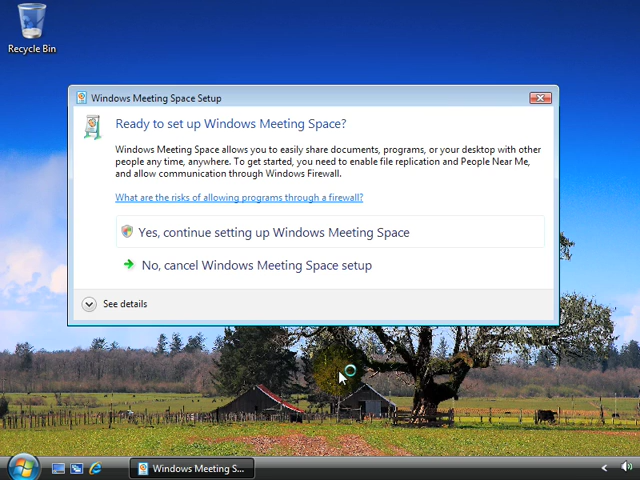 Recycle Bin
Windows Meeting Space Setup
Ready to set up Windows Meeting Space?
Windows Meeting Space allows you to easily share documents, programs, or your desktop with other
people any time, anywhere. To get started, you need to enable file replication and People Near Me,
and allow communication through Windows Firewall.
What are the risks of allowing programs through a firewall?
Yes, continue setting up Windows Meeting Space
No, cancel Windows Meeting Space setup
See details
Windows Meeting S...